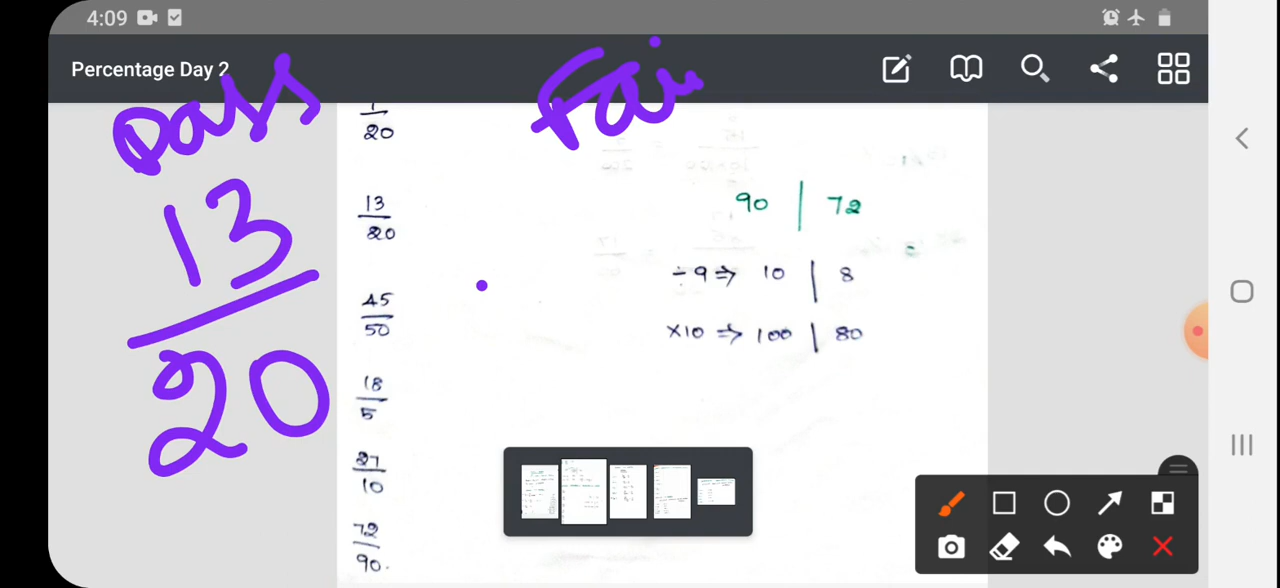 4:09
Percentage Day 2
Pass
Fai
1/20
13/20
13/20
90 | 72
÷9 ⇒ 10 | 8
45/50
×10 ⇒ 100 | 80
18/5
27/10
72/90.